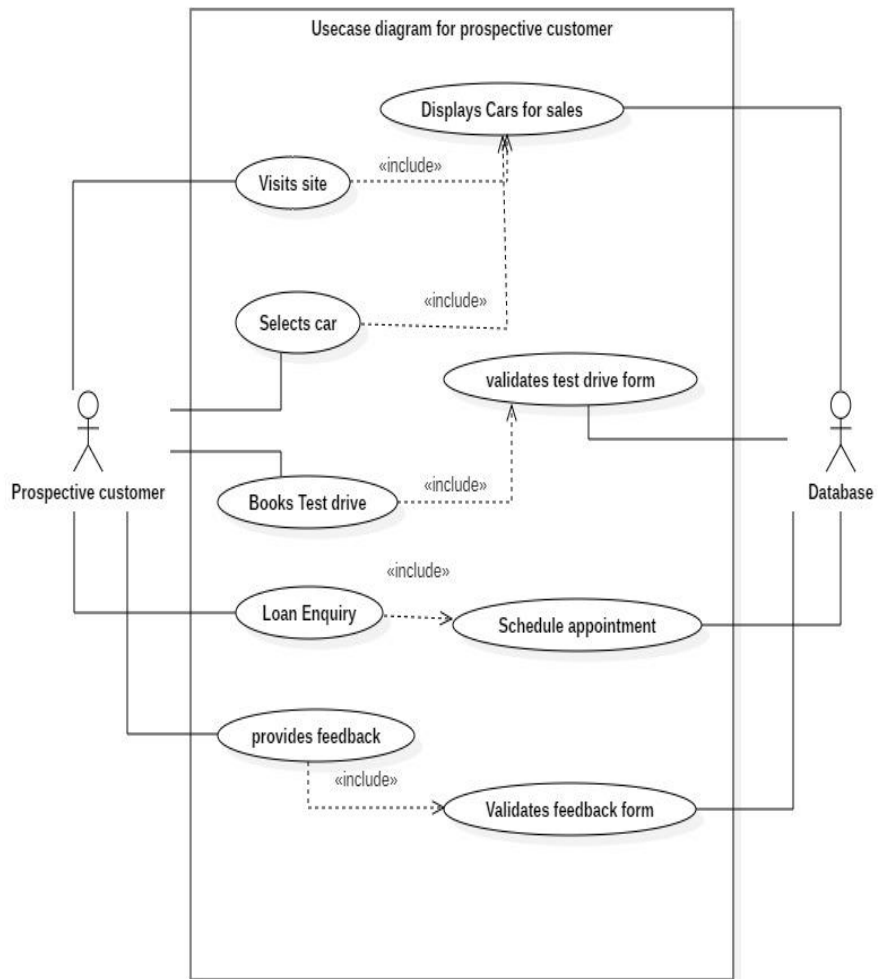 Usecase diagram for prospective customer
Displays Cars for sales
«include»
Visits site
«include»
Selects car
validates test drive form
«include»
Prospective customer
Database
Books Test drive
«include»
Loan Enquiry
Schedule appointment
provides feedback
«include»
Validates feedback form